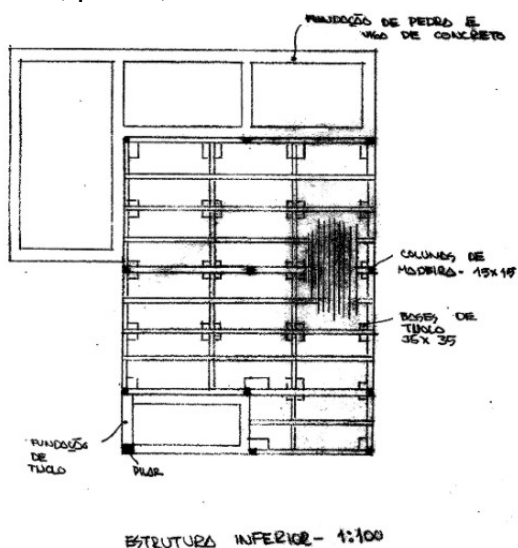 FUNDAÇÃO DE PEDRA E
VIGA DE CONCRETO
COLUNAS DE
MADEIRA - 15x15
BASES DE
TIJOLO
35 x 35
FUNDAÇÃO
DE
TIJOLO
PILAR
ESTRUTURA INFERIOR - 1:100